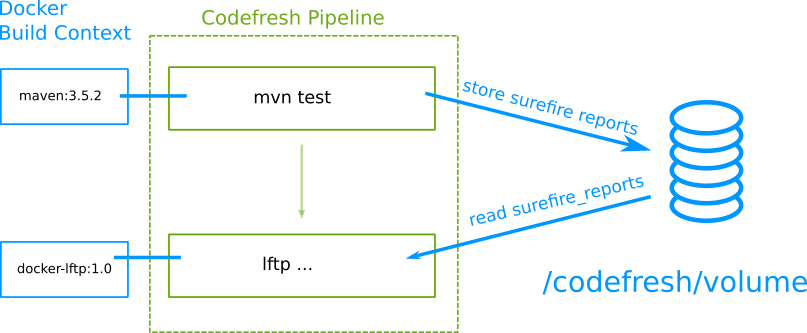 Docker
Build Context
Codefresh Pipeline
maven:3.5.2
mvn test
store surefire reports
read surefire_reports
docker-lftp:1.0
lftp ...
/codefresh/volume